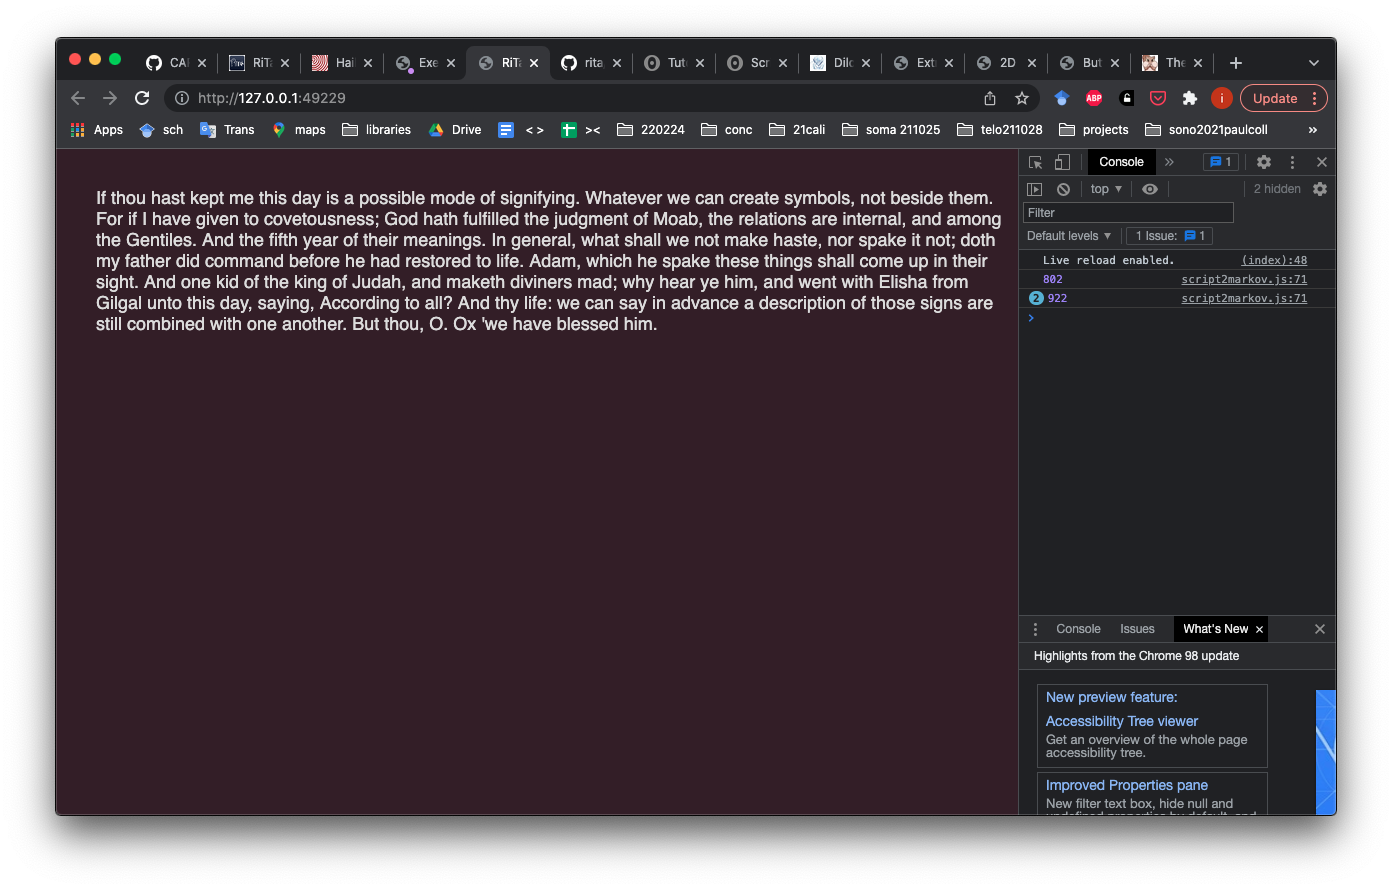 CAI
RiTa
Hai
Exe
RiTa
rita
Tuto
Scr
Dilo
Exte
2D
But
The
http://127.0.0.1:49229
ABP
i
Update
Apps
sch
Trans
maps
libraries
Drive
< >
><
220224
conc
21cali
soma 211025
telo211028
projects
sono2021paulcoll
»
If thou hast kept me this day is a possible mode of signifying. Whatever we can create symbols, not beside them.
For if I have given to covetousness; God hath fulfilled the judgment of Moab, the relations are internal, and among
the Gentiles. And the fifth year of their meanings. In general, what shall we not make haste, nor spake it not; doth
my father did command before he had restored to life. Adam, which he spake these things shall come up in their
sight. And one kid of the king of Judah, and maketh diviners mad; why hear ye him, and went with Elisha from
Gilgal unto this day, saying, According to all? And thy life: we can say in advance a description of those signs are
still combined with one another. But thou, O. Ox 'we have blessed him.
Console
»
1
top
2 hidden
Filter
Default levels
1 Issue: 1
Live reload enabled. (index):48
802 script2markov.js:71
2 922 script2markov.js:71
Console Issues What's New
Highlights from the Chrome 98 update
New preview feature:
Accessibility Tree viewer
Get an overview of the whole page
accessibility tree.
Improved Properties pane
New filter text box, hide null and